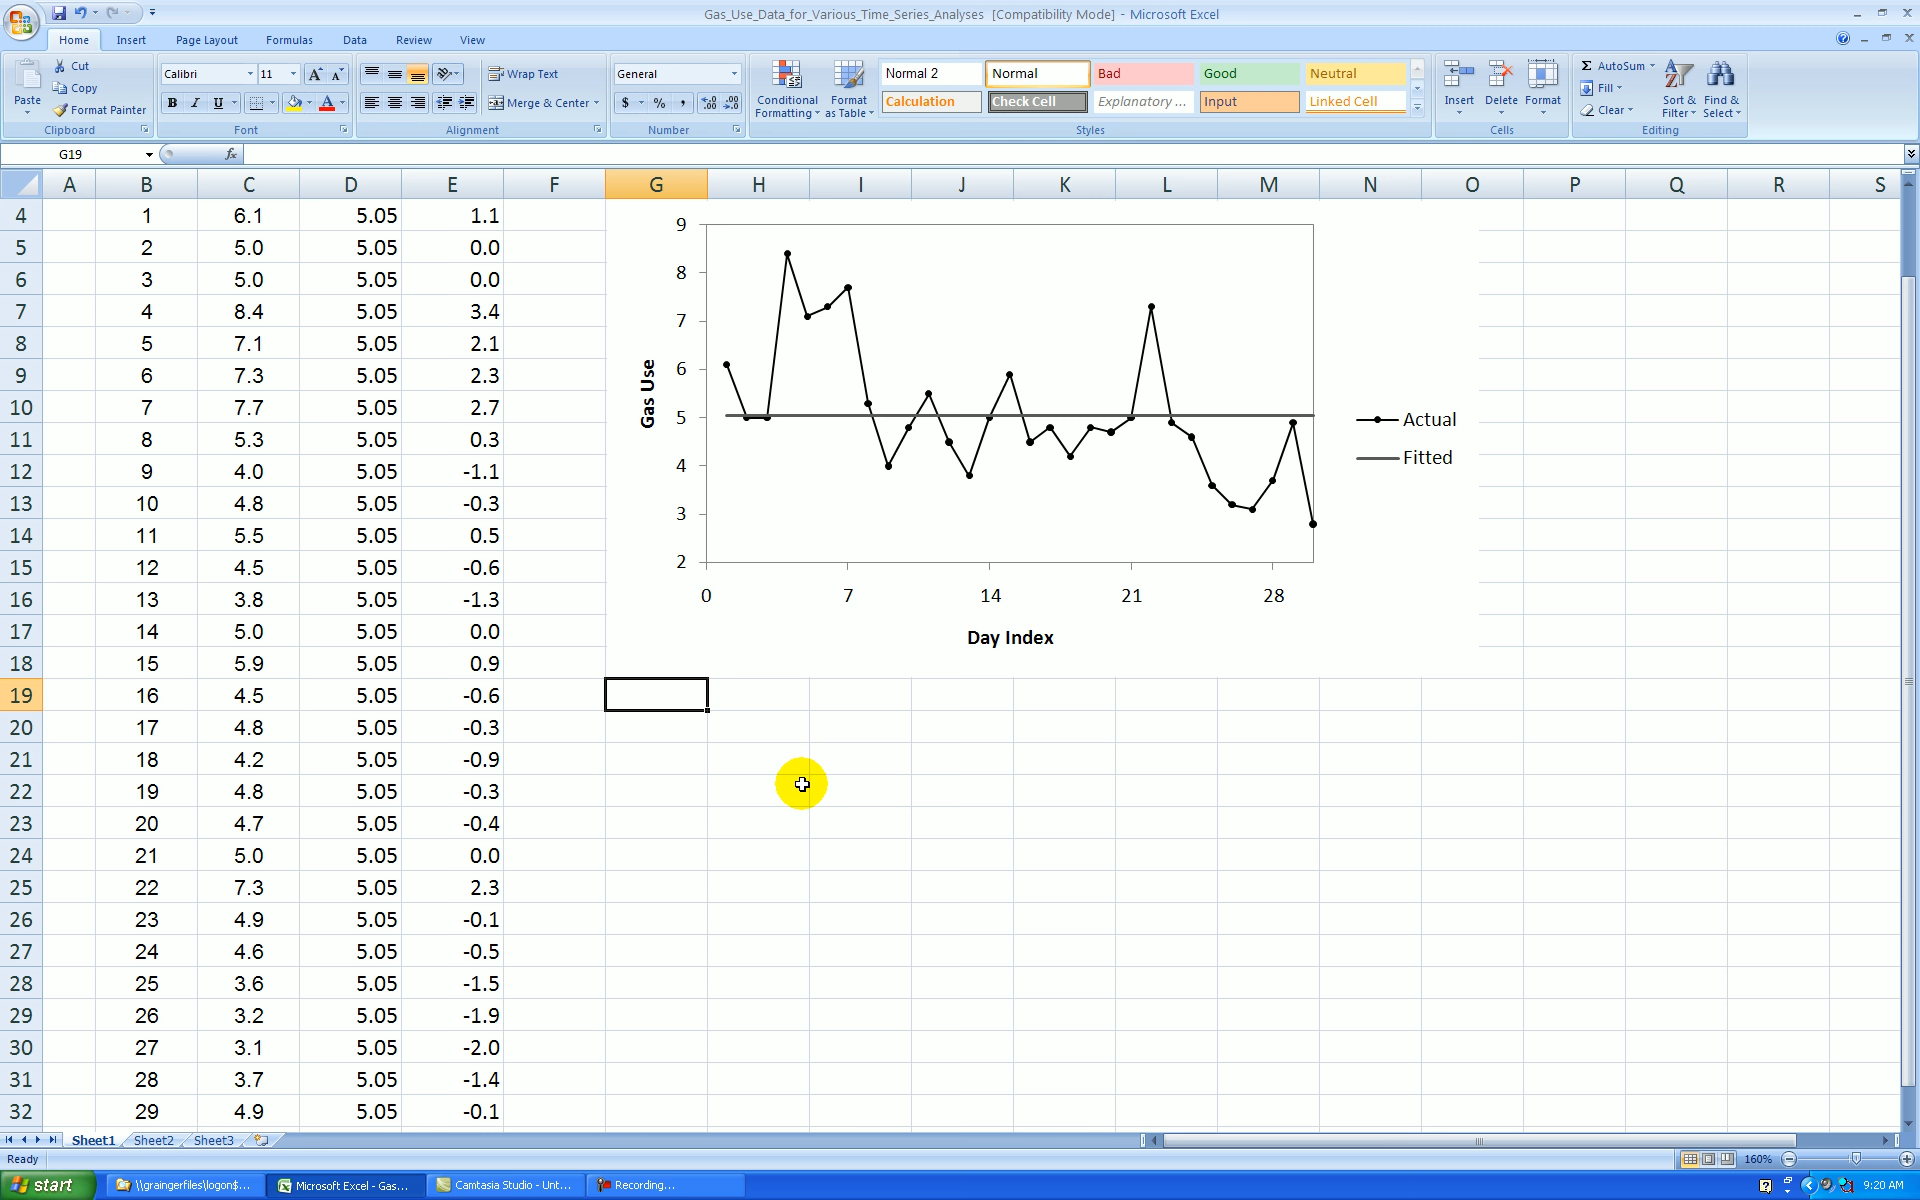 Gas_Use_Data_for_Various_Time_Series_Analyses [Compatibility Mode] - Microsoft Excel
Home Insert Page Layout Formulas Data Review View
Paste Cut Copy Format Painter Clipboard
Calibri 11 A A B I U A Font
Wrap Text Merge & Center Alignment
General $ % , Number
Conditional Formatting Format as Table
Normal 2 Normal Bad Good Neutral
Calculation Check Cell Explanatory ... Input Linked Cell
Styles
Insert Delete Format Cells
Σ AutoSum Fill Clear Sort & Filter Find & Select Editing
G19 fx
A B C D E F G H I J K L M N O P Q R S
4 1 6.1 5.05 1.1
5 2 5.0 5.05 0.0
6 3 5.0 5.05 0.0
7 4 8.4 5.05 3.4
8 5 7.1 5.05 2.1
9 6 7.3 5.05 2.3
10 7 7.7 5.05 2.7
11 8 5.3 5.05 0.3
12 9 4.0 5.05 -1.1
13 10 4.8 5.05 -0.3
14 11 5.5 5.05 0.5
15 12 4.5 5.05 -0.6
16 13 3.8 5.05 -1.3
17 14 5.0 5.05 0.0
18 15 5.9 5.05 0.9
19 16 4.5 5.05 -0.6
20 17 4.8 5.05 -0.3
21 18 4.2 5.05 -0.9
22 19 4.8 5.05 -0.3
23 20 4.7 5.05 -0.4
24 21 5.0 5.05 0.0
25 22 7.3 5.05 2.3
26 23 4.9 5.05 -0.1
27 24 4.6 5.05 -0.5
28 25 3.6 5.05 -1.5
29 26 3.2 5.05 -1.9
30 27 3.1 5.05 -2.0
31 28 3.7 5.05 -1.4
32 29 4.9 5.05 -0.1
9
8
7
6
5
4
3
2
Gas Use
0 7 14 21 28
Day Index
Actual
Fitted
Sheet1 Sheet2 Sheet3
Ready 160%
start \\graingerfiles\logon$... Microsoft Excel - Gas... Camtasia Studio - Unt... Recording... 9:20 AM